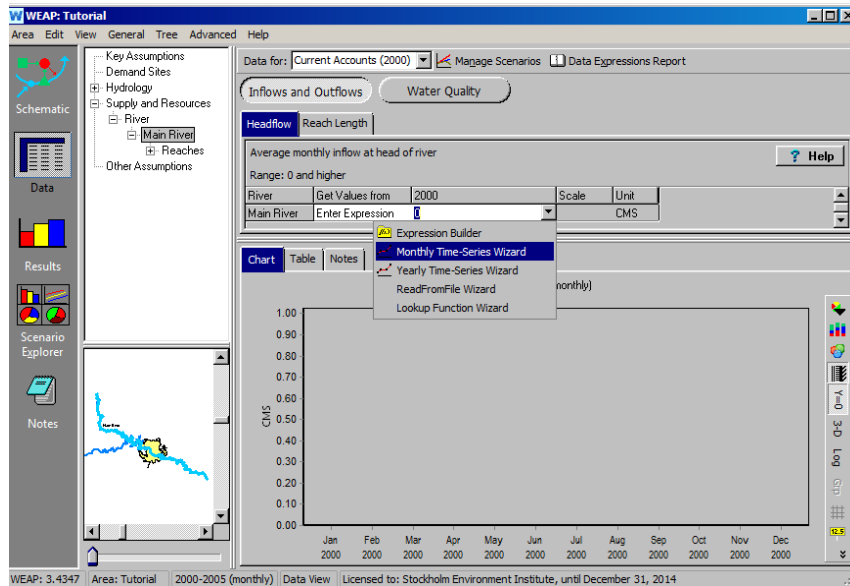 WEAP: Tutorial
Area Edit View General Tree Advanced Help
Schematic
Data
Results
Scenario Explorer
Notes
Key Assumptions
Demand Sites
Hydrology
Supply and Resources
River
Main River
Reaches
Other Assumptions
Data for: Current Accounts (2000) Manage Scenarios Data Expressions Report
Inflows and Outflows Water Quality
Headflow Reach Length
Average monthly inflow at head of river
Range: 0 and higher
? Help
River Get Values from 2000 Scale Unit
Main River Enter Expression 0 CMS
Expression Builder
Monthly Time-Series Wizard
Yearly Time-Series Wizard
ReadFromFile Wizard
Lookup Function Wizard
Chart Table Notes
monthly)
CMS
1.00
0.90
0.80
0.70
0.60
0.50
0.40
0.30
0.20
0.10
0.00
Jan Feb Mar Apr May Jun Jul Aug Sep Oct Nov Dec
2000 2000 2000 2000 2000 2000 2000 2000 2000 2000 2000 2000
Y=0
3-D
Log
12.5
WEAP: 3.4347 Area: Tutorial 2000-2005 (monthly) Data View Licensed to: Stockholm Environment Institute, until December 31, 2014